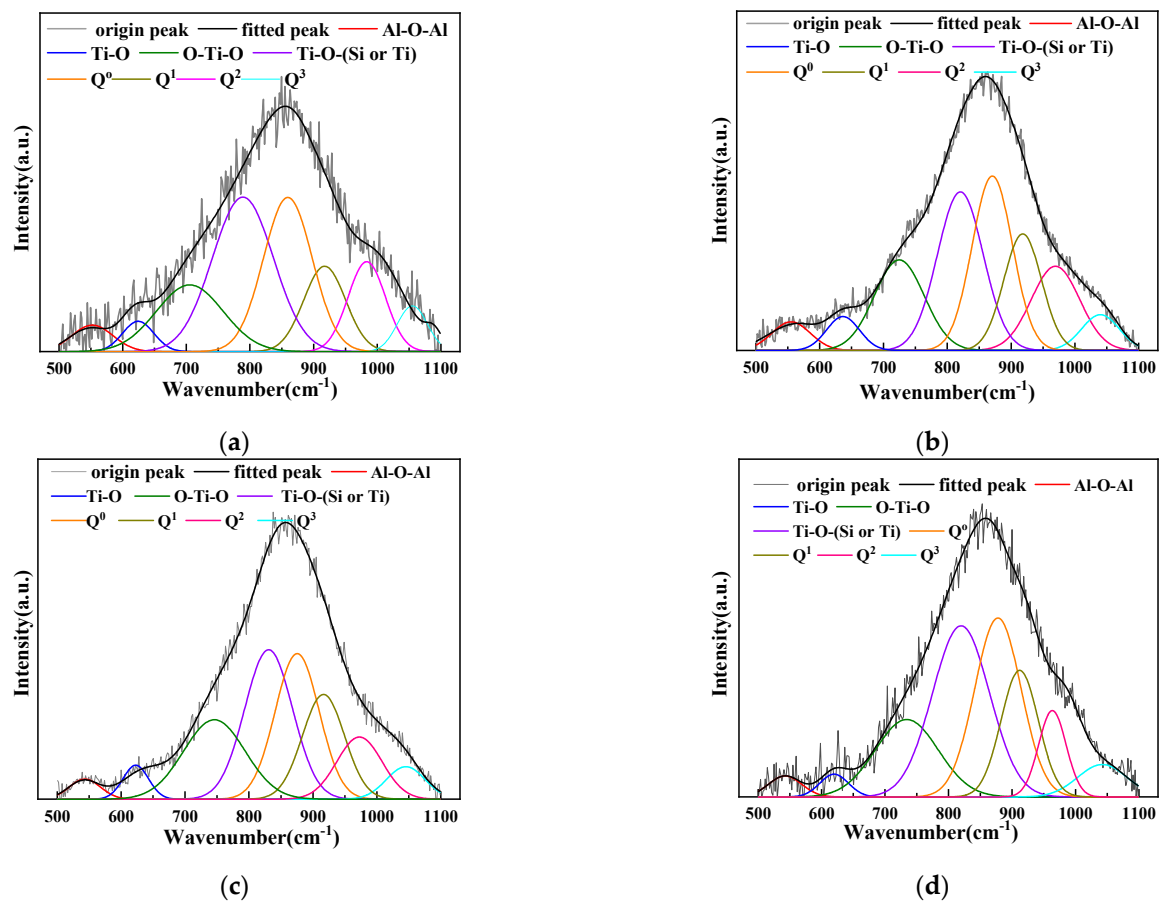 origin peak fitted peak Al-O-Al
Ti-O O-Ti-O Ti-O-(Si or Ti)
Qº Q¹ Q² Q³
Intensity(a.u.)
500 600 700 800 900 1000 1100
Wavenumber(cm⁻¹)
(a)
origin peak fitted peak Al-O-Al
Ti-O O-Ti-O Ti-O-(Si or Ti)
Q⁰ Q¹ Q² Q³
Intensity(a.u.)
500 600 700 800 900 1000 1100
Wavenumber(cm⁻¹)
(b)
origin peak fitted peak Al-O-Al
Ti-O O-Ti-O Ti-O-(Si or Ti)
Q⁰ Q¹ Q² Q³
Intensity(a.u.)
500 600 700 800 900 1000 1100
Wavenumber(cm⁻¹)
(c)
origin peak fitted peak Al-O-Al
Ti-O O-Ti-O
Ti-O-(Si or Ti) Qº
Q¹ Q² Q³
Intensity(a.u.)
500 600 700 800 900 1000 1100
Wavenumber(cm⁻¹)
(d)